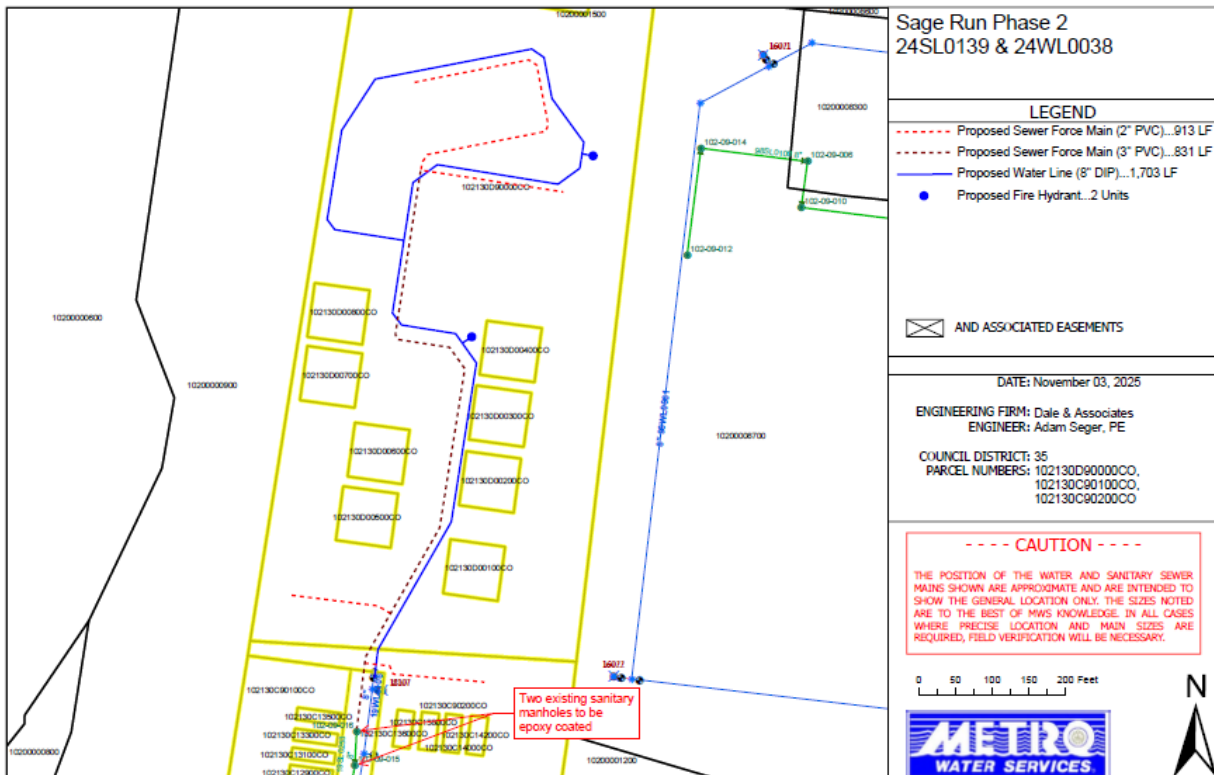 Sage Run Phase 2
24SL0139 & 24WL0038
LEGEND
Proposed Sewer Force Main (2" PVC)...913 LF
Proposed Sewer Force Main (3" PVC)...831 LF
Proposed Water Line (8" DIP)...1,703 LF
Proposed Fire Hydrant...2 Units
AND ASSOCIATED EASEMENTS
DATE: November 03, 2025
ENGINEERING FIRM: Dale & Associates
ENGINEER: Adam Seger, PE
COUNCIL DISTRICT: 35
PARCEL NUMBERS: 102130D90000CO,
102130C90100CO,
102130C90200CO
- - - - CAUTION - - - -
THE POSITION OF THE WATER AND SANITARY SEWER
MAINS SHOWN ARE APPROXIMATE AND ARE INTENDED TO
SHOW THE GENERAL LOCATION ONLY. THE SIZES NOTED
ARE TO THE BEST OF MWS KNOWLEDGE. IN ALL CASES
WHERE PRECISE LOCATION AND MAIN SIZES ARE
REQUIRED, FIELD VERIFICATION WILL BE NECESSARY.
0 50 100 150 200 Feet
N
METRO
WATER SERVICES
10200001500
16071
10200008300
102-09-014
102-09-006
102-09-010
102-09-012
102130D90000CO
10200000600
10200000900
102130D00800CO
102130D00700CO
102130D00400CO
102130D00300CO
102130D00600CO
102130D00200CO
102130D00500CO
102130D00100CO
10200006700
16077
102130C90100CO
102130C90200CO
102130C13500CO
102130C13300CO
102130C13100CO
102130C12900CO
102130C13800CO
102130C14200CO
102130C14000CO
102-09-016
10200000800
10200001200
Two existing sanitary
manholes to be
epoxy coated